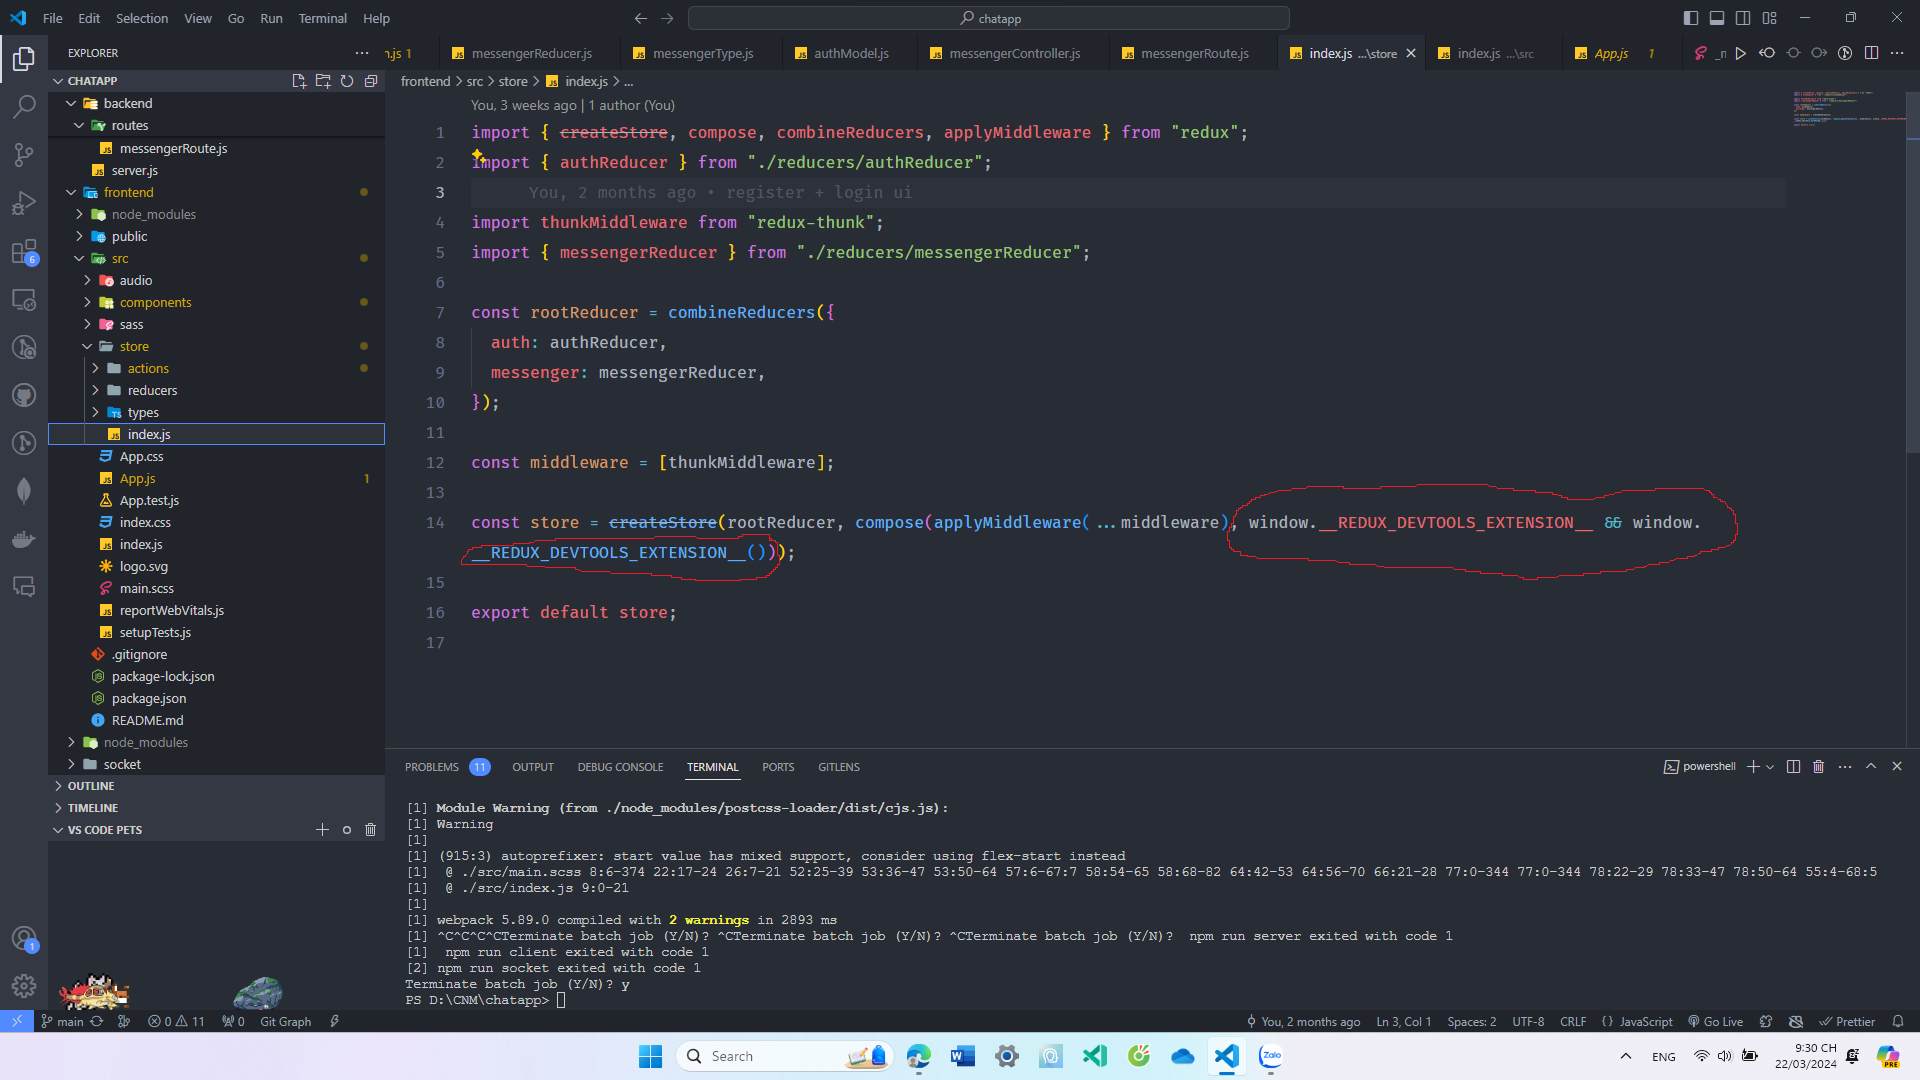 File Edit Selection View Go Run Terminal Help
chatapp
EXPLORER
n.js 1
messengerReducer.js
messengerType.js
authModel.js
messengerController.js
messengerRoute.js
index.js ...\store
index.js ...\src
App.js 1
CHATAPP
backend
routes
messengerRoute.js
server.js
frontend
node_modules
public
src
audio
components
sass
store
actions
reducers
types
index.js
App.css
App.js 1
App.test.js
index.css
index.js
logo.svg
main.scss
reportWebVitals.js
setupTests.js
.gitignore
package-lock.json
package.json
README.md
node_modules
socket
OUTLINE
TIMELINE
VS CODE PETS
6
1
frontend > src > store > index.js > ...
You, 3 weeks ago | 1 author (You)
1 import { createStore, compose, combineReducers, applyMiddleware } from "redux";
2 import { authReducer } from "./reducers/authReducer";
3 You, 2 months ago • register + login ui
4 import thunkMiddleware from "redux-thunk";
5 import { messengerReducer } from "./reducers/messengerReducer";
6
7 const rootReducer = combineReducers({
8 auth: authReducer,
9 messenger: messengerReducer,
10 });
11
12 const middleware = [thunkMiddleware];
13
14 const store = createStore(rootReducer, compose(applyMiddleware(...middleware), window.__REDUX_DEVTOOLS_EXTENSION__ && window.
__REDUX_DEVTOOLS_EXTENSION__()));
15
16 export default store;
17
PROBLEMS 11 OUTPUT DEBUG CONSOLE TERMINAL PORTS GITLENS
powershell
[1] Module Warning (from ./node_modules/postcss-loader/dist/cjs.js):
[1] Warning
[1]
[1] (915:3) autoprefixer: start value has mixed support, consider using flex-start instead
[1] @ ./src/main.scss 8:6-374 22:17-24 26:7-21 52:25-39 53:36-47 53:50-64 57:6-67:7 58:54-65 58:68-82 64:42-53 64:56-70 66:21-28 77:0-344 77:0-344 78:22-29 78:33-47 78:50-64 55:4-68:5
[1] @ ./src/index.js 9:0-21
[1]
[1] webpack 5.89.0 compiled with 2 warnings in 2893 ms
[1] ^C^C^C^CTerminate batch job (Y/N)? ^CTerminate batch job (Y/N)? ^CTerminate batch job (Y/N)? npm run server exited with code 1
[1] npm run client exited with code 1
[2] npm run socket exited with code 1
Terminate batch job (Y/N)? y
PS D:\CNM\chatapp>
main 0 11 0 Git Graph
You, 2 months ago Ln 3, Col 1 Spaces: 2 UTF-8 CRLF {} JavaScript Go Live Prettier
Search
Zalo
ENG
9:30 CH
22/03/2024
PRE